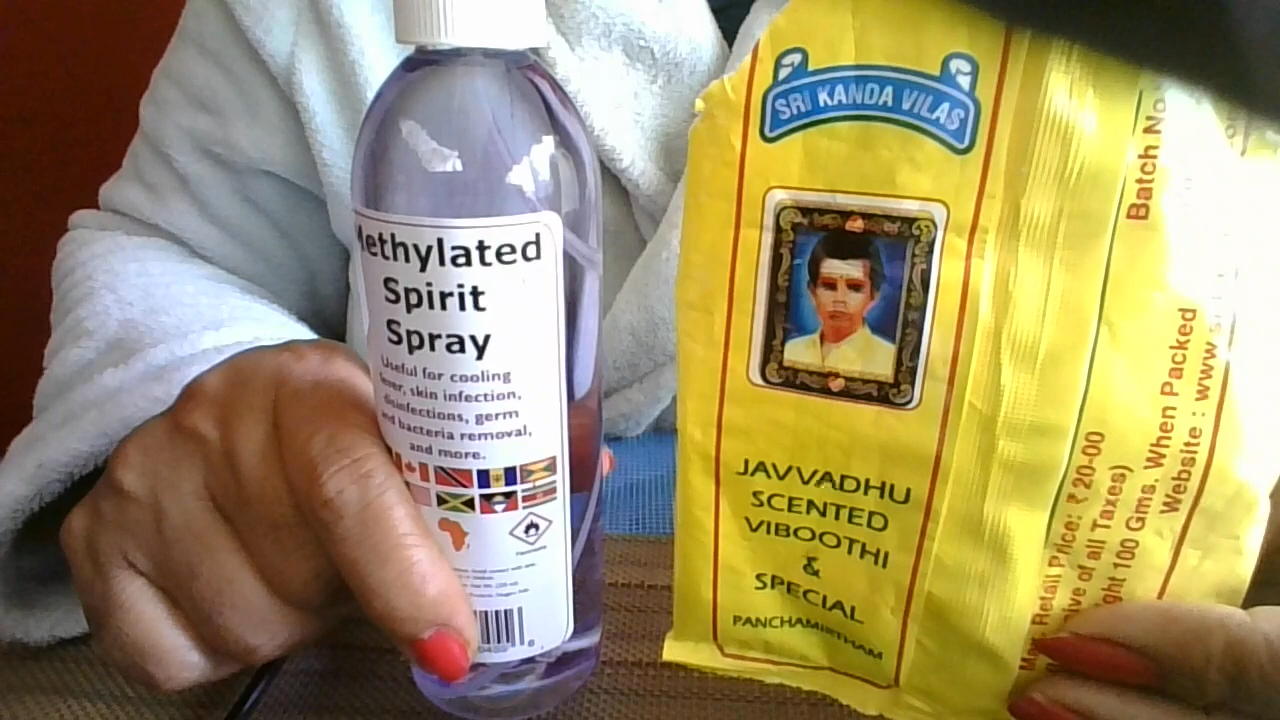 Methylated
Spirit
Spray
Useful for cooling
fever, skin infection,
disinfections, germ
and bacteria removal,
and more.
SRI KANDA VILAS
JAVVADHU
SCENTED
VIBOOTHI
&
SPECIAL
PANCHAMIRTHAM
Retail Price: ₹ 20-00
of all Taxes)
100 Gms. When Packed
Website : www.
Batch No